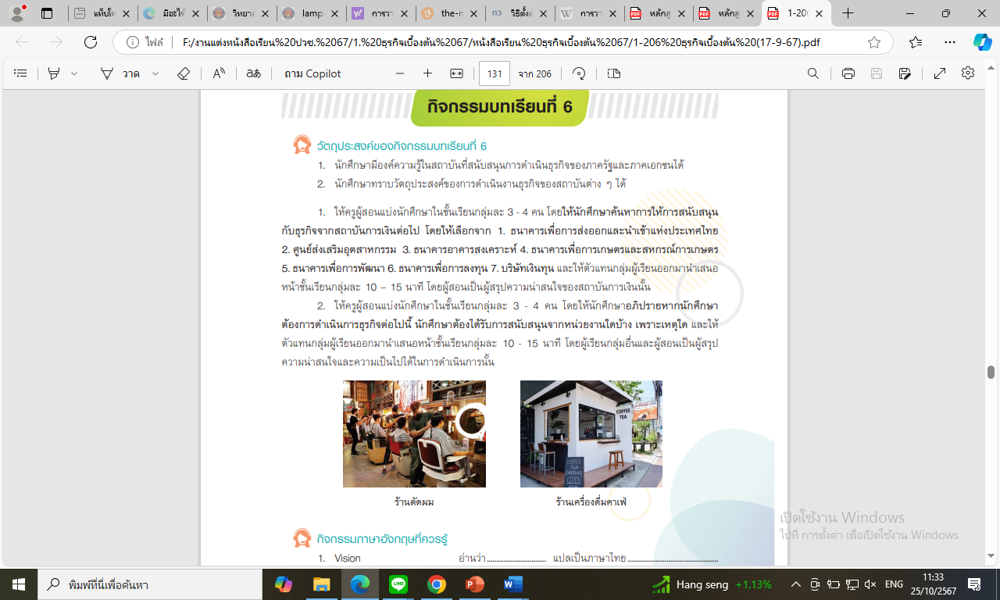 แท็บให
มีอะไรใ
วิทยาล
lamp
การวา
the-n
วิธีตั้งเ
การวา
หลักสู
หลักสู
1-20
ไฟล์ F:/งานแต่งหนังสือเรียน%20ปวช.%2067/1.%20ธุรกิจเบื้องต้น%2067/หนังสือเรียน%20ธุรกิจเบื้องต้น%2067/1-206%20ธุรกิจเบื้องต้น%20(17-9-67).pdf
วาด ถาม Copilot 131 จาก 206
กิจกรรมบทเรียนที่ 6
วัตถุประสงค์ของกิจกรรมบทเรียนที่ 6
1. นักศึกษามีองค์ความรู้ในสถาบันที่สนับสนุนการดำเนินธุรกิจของภาครัฐและภาคเอกชนได้
2. นักศึกษาทราบวัตถุประสงค์ของการดำเนินงานธุรกิจของสถาบันต่าง ๆ ได้
1. ให้ครูผู้สอนแบ่งนักศึกษาในชั้นเรียนกลุ่มละ 3 - 4 คน โดยให้นักศึกษาค้นหาการให้การสนับสนุน
กับธุรกิจจากสถาบันการเงินต่อไป โดยให้เลือกจาก 1. ธนาคารเพื่อการส่งออกและนำเข้าแห่งประเทศไทย
2. ศูนย์ส่งเสริมอุตสาหกรรม 3. ธนาคารอาคารสงเคราะห์ 4. ธนาคารเพื่อการเกษตรและสหกรณ์การเกษตร
5. ธนาคารเพื่อการพัฒนา 6. ธนาคารเพื่อการลงทุน 7. บริษัทเงินทุน และให้ตัวแทนกลุ่มผู้เรียนออกมานำเสนอ
หน้าชั้นเรียนกลุ่มละ 10 – 15 นาที โดยผู้สอนเป็นผู้สรุปความน่าสนใจของสถาบันการเงินนั้น
2. ให้ครูผู้สอนแบ่งนักศึกษาในชั้นเรียนกลุ่มละ 3 - 4 คน โดยให้นักศึกษาอภิปรายหากนักศึกษา
ต้องการดำเนินการธุรกิจต่อไปนี้ นักศึกษาต้องได้รับการสนับสนุนจากหน่วยงานใดบ้าง เพราะเหตุใด และให้
ตัวแทนกลุ่มผู้เรียนออกมานำเสนอหน้าชั้นเรียนกลุ่มละ 10 - 15 นาที โดยผู้เรียนกลุ่มอื่นและผู้สอนเป็นผู้สรุป
ความน่าสนใจและความเป็นไปได้ในการดำเนินการนั้น
COFFEE
TEA
COFFEE
TEA
CHOCOLATE
OPEN
ร้านตัดผม
ร้านเครื่องดื่มคาเฟ่
กิจกรรมภาษาอังกฤษที่ควรรู้
1. Vision อ่านว่า................................ แปลเป็นภาษาไทย................................................
เปิดใช้งาน Windows
ไปที่ การตั้งค่า เพื่อเปิดใช้งาน Windows
พิมพ์ที่นี่เพื่อค้นหา
Hang seng +1.13%
ENG
11:33
25/10/2567